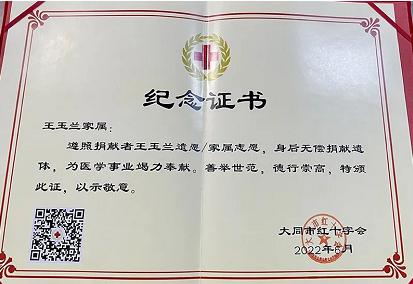 纪念证书
王玉兰家属:
遵照捐献者王玉兰遗愿/家属志愿，身后无偿捐献遗
体，为医学事业竭力奉献。善举世范，德行崇高，特颁
此证，以示敬意。
大同市红十字会
2022年5月